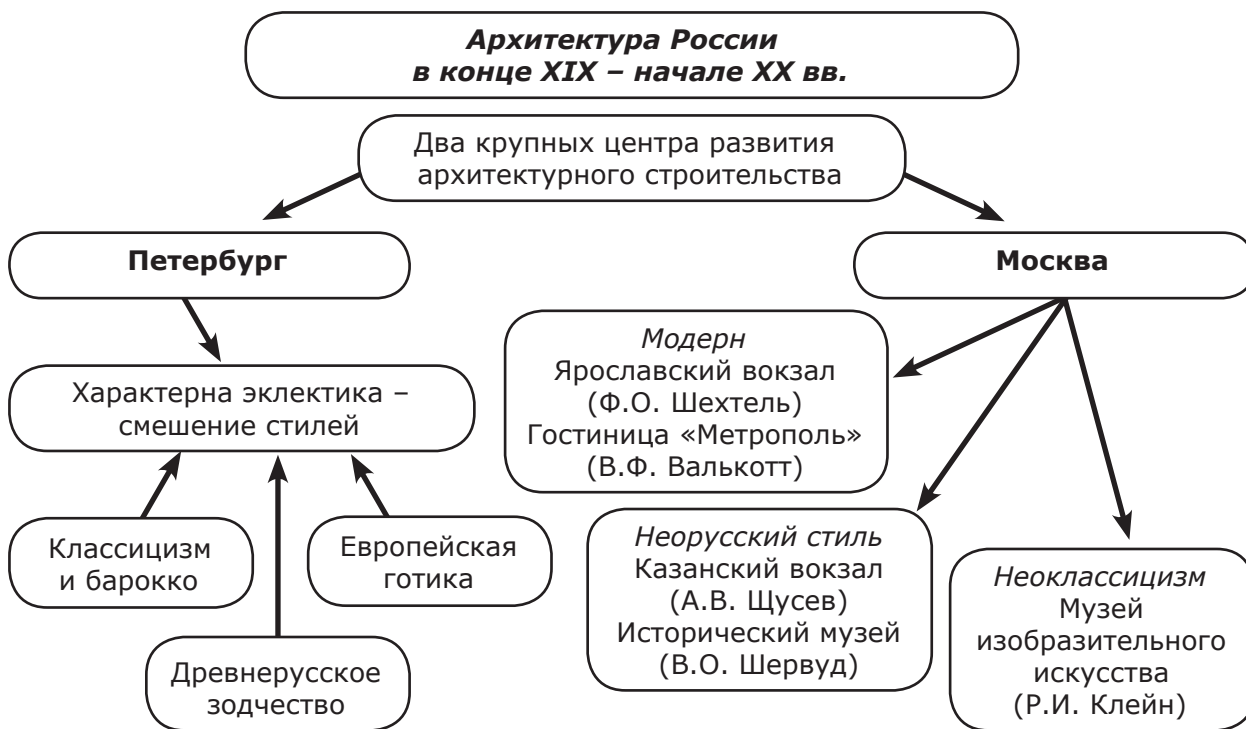 Архитектура России
в конце XIX – начале XX вв.
Два крупных центра развития
архитектурного строительства
Петербург
Москва
Характерна эклектика –
смешение стилей
Классицизм
и барокко
Древнерусское
зодчество
Европейская
готика
Модерн
Ярославский вокзал
(Ф.О. Шехтель)
Гостиница «Метрополь»
(В.Ф. Валькотт)
Неорусский стиль
Казанский вокзал
(А.В. Щусев)
Исторический музей
(В.О. Шервуд)
Неоклассицизм
Музей
изобразительного
искусства
(Р.И. Клейн)